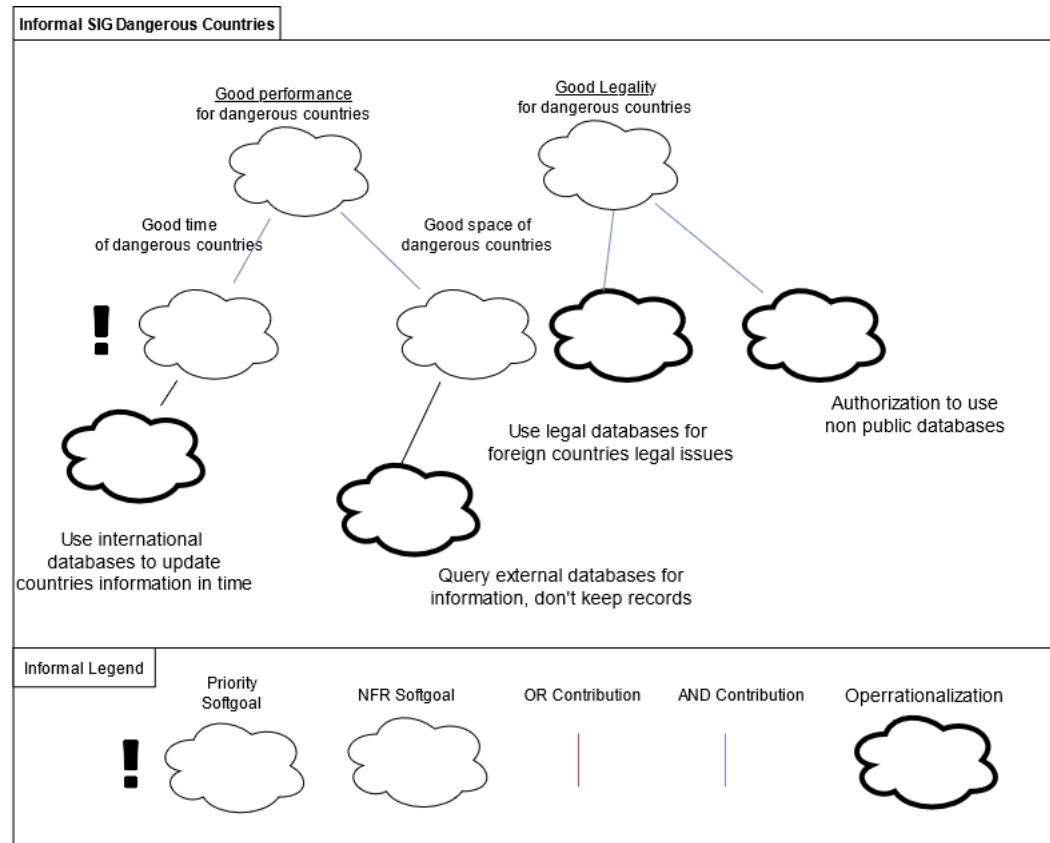 Informal SIG Dangerous Countries
Good performance
for dangerous countries
Good Legality
for dangerous countries
Good time
of dangerous countries
Good space of
dangerous countries
!
Authorization to use
non public databases
Use legal databases for
foreign countries legal issues
Use international
databases to update
countries information in time
Query external databases for
information, don't keep records
Informal Legend
Priority
Softgoal
NFR Softgoal
OR Contribution
AND Contribution
Operrationalization
!